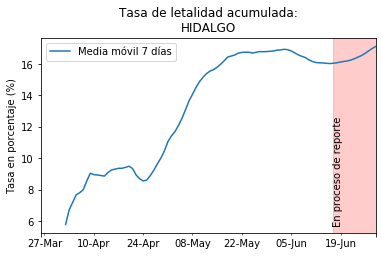 Tasa de letalidad acumulada:
HIDALGO
Media móvil 7 días
Tasa en porcentaje (%)
16
14
12
10
8
6
En proceso de reporte
27-Mar 10-Apr 24-Apr 08-May 22-May 05-Jun 19-Jun